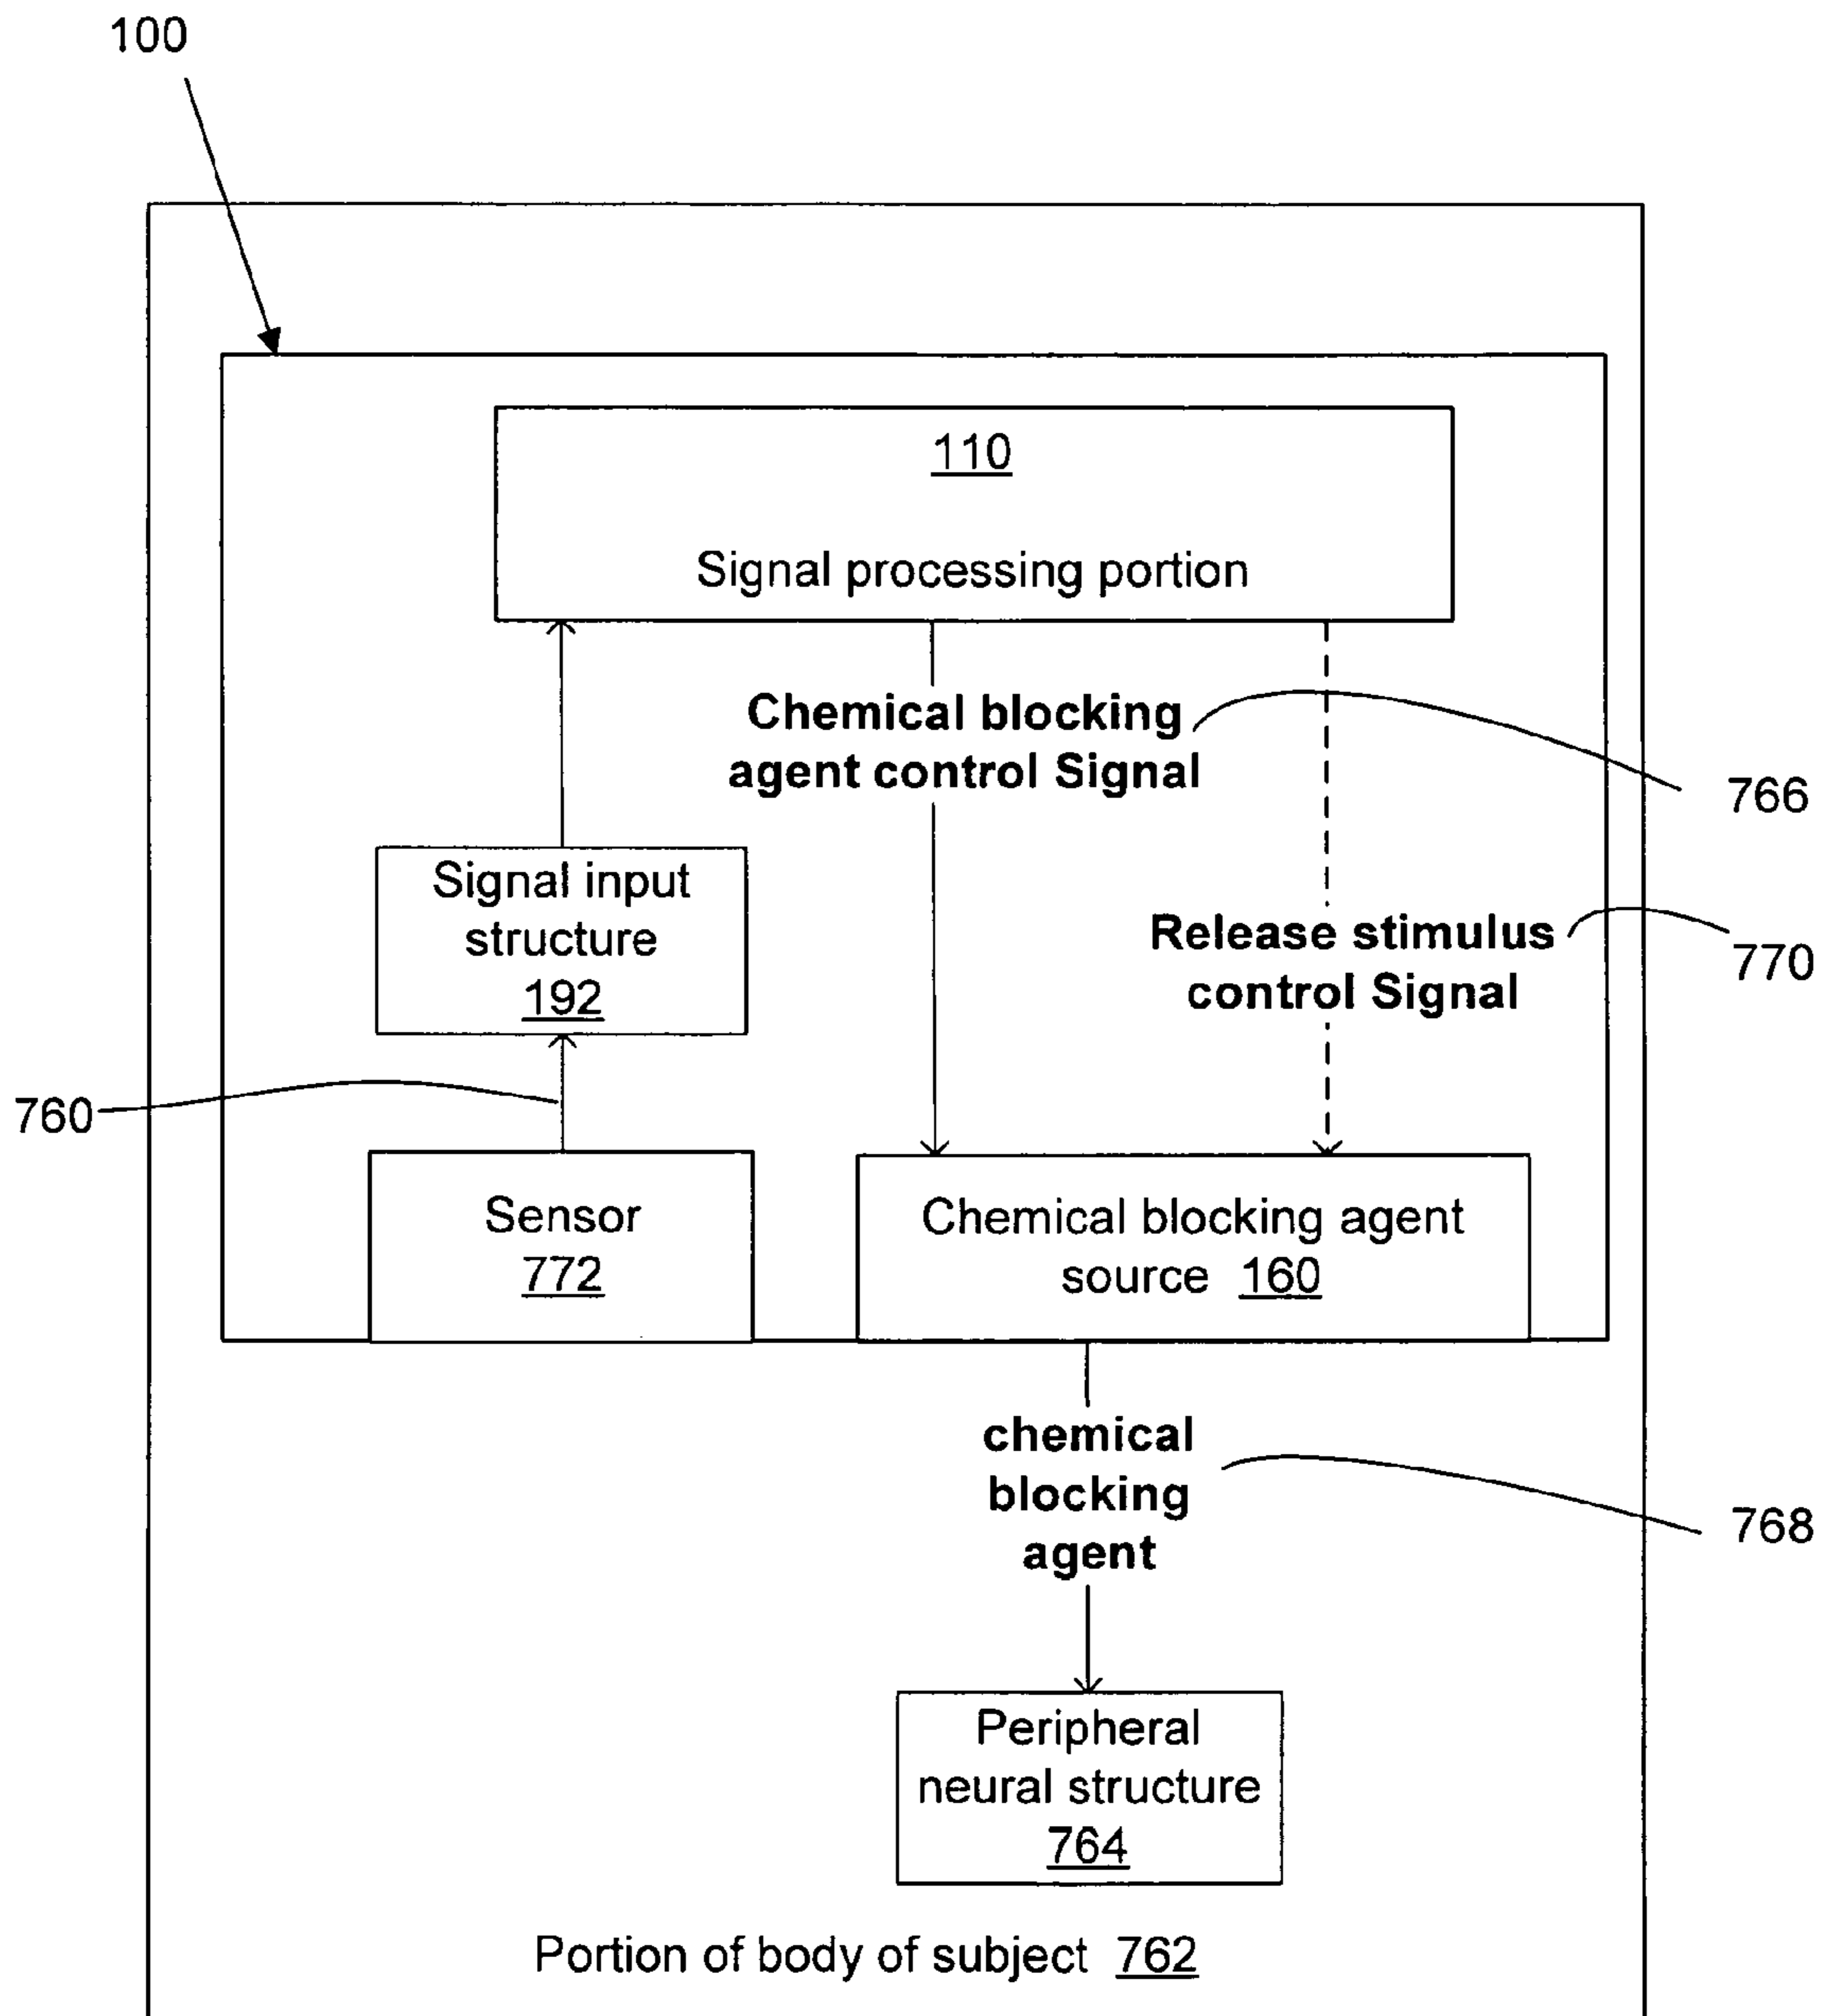 100
110
Signal processing portion
Chemical blocking
agent control Signal
766
Signal input
structure
192
Release stimulus
control Signal
770
760
Sensor
772
Chemical blocking agent
source 160
chemical
blocking
agent
768
Peripheral
neural structure
764
Portion of body of subject 762